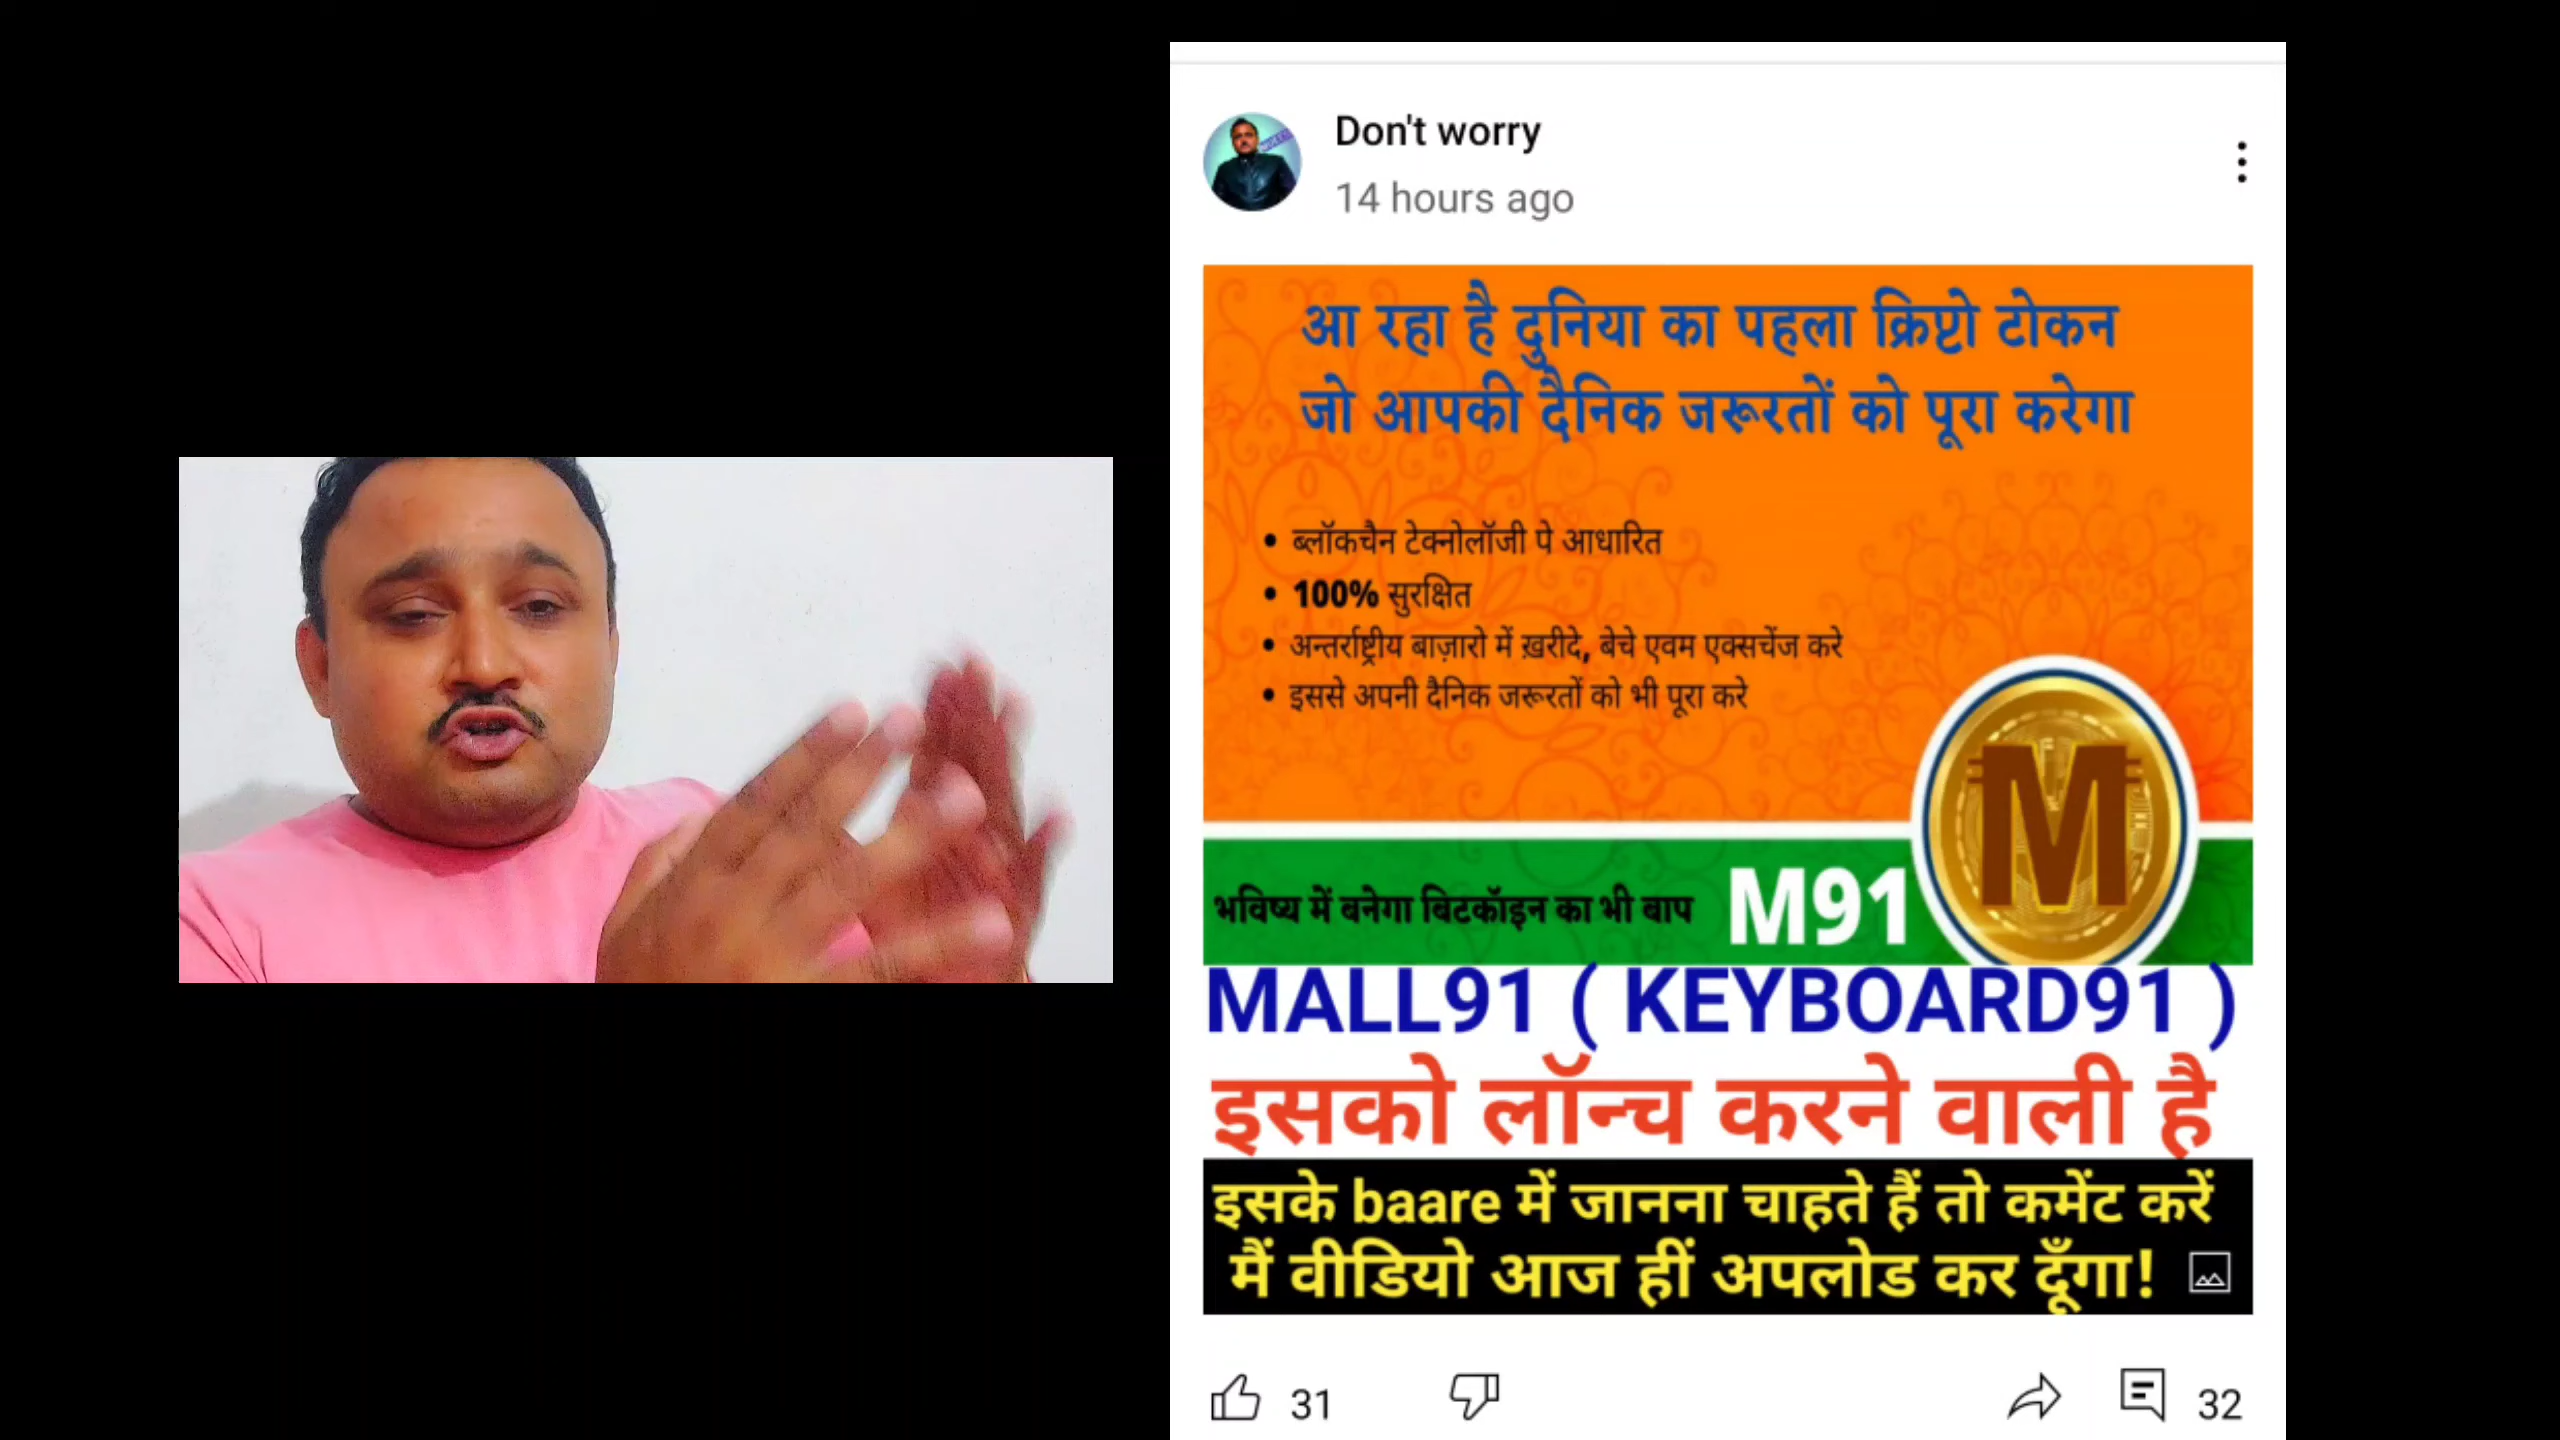 Don't worry
14 hours ago
आ रहा है दुनिया का पहला क्रिप्टो टोकन
जो आपकी दैनिक जरूरतों को पूरा करेगा
• ब्लॉकचैन टेक्नोलॉजी पे आधारित
• 100% सुरक्षित
• अन्तर्राष्ट्रीय बाज़ारो में ख़रीदे, बेचे एवम एक्सचेंज करे
• इससे अपनी दैनिक जरूरतों को भी पूरा करे
M
भविष्य में बनेगा बिटकॉइन का भी बाप M91
MALL91 ( KEYBOARD91 )
इसको लॉन्च करने वाली है
इसके baare में जानना चाहते हैं तो कमेंट करें
मैं वीडियो आज हीं अपलोड कर दूँगा!
31 32